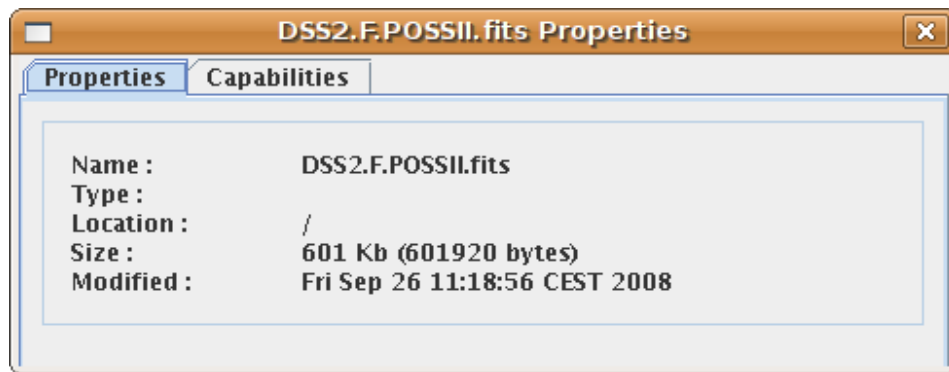 DSS2.F.POSSII.fits Properties
Properties Capabilities
Name : DSS2.F.POSSII.fits
Type :
Location : /
Size : 601 Kb (601920 bytes)
Modified : Fri Sep 26 11:18:56 CEST 2008